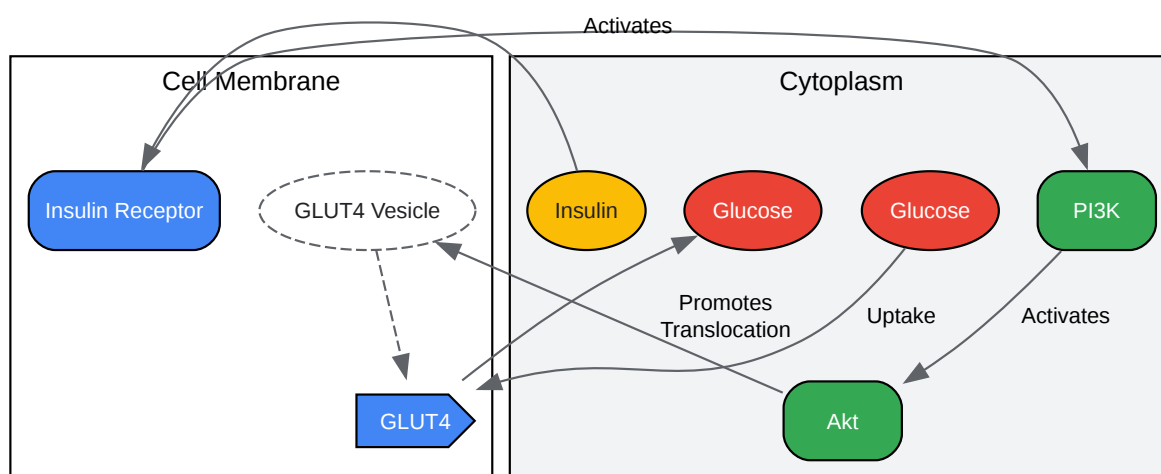 Activates
Cell Membrane
Cytoplasm
Insulin Receptor
GLUT4 Vesicle
Insulin
Glucose
Glucose
PI3K
Promotes
Translocation
Uptake
Activates
GLUT4
Akt